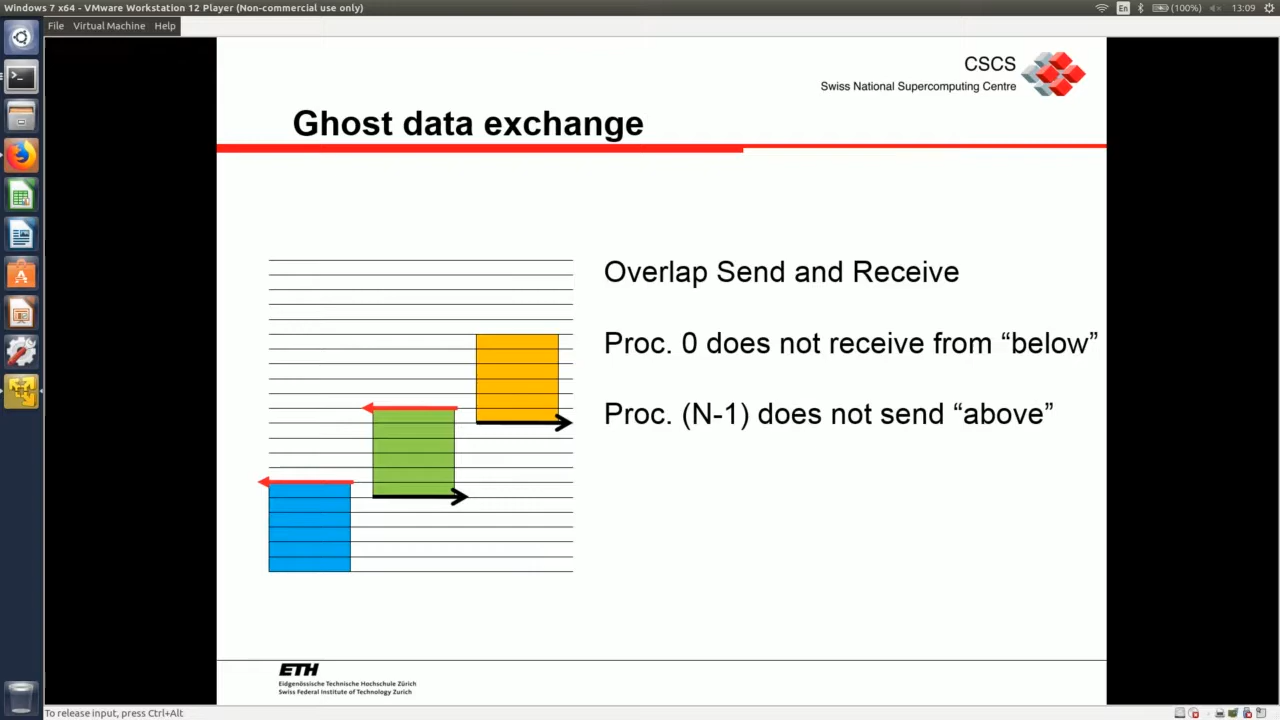 Windows 7 x64 - VMware Workstation 12 Player (Non-commercial use only)
En
(100%)
13:09
File Virtual Machine Help
CSCS
Swiss National Supercomputing Centre
Ghost data exchange
Overlap Send and Receive
Proc. 0 does not receive from “below”
Proc. (N-1) does not send “above”
ETH
Eidgenössische Technische Hochschule Zürich
Swiss Federal Institute of Technology Zurich
To release input, press Ctrl+Alt